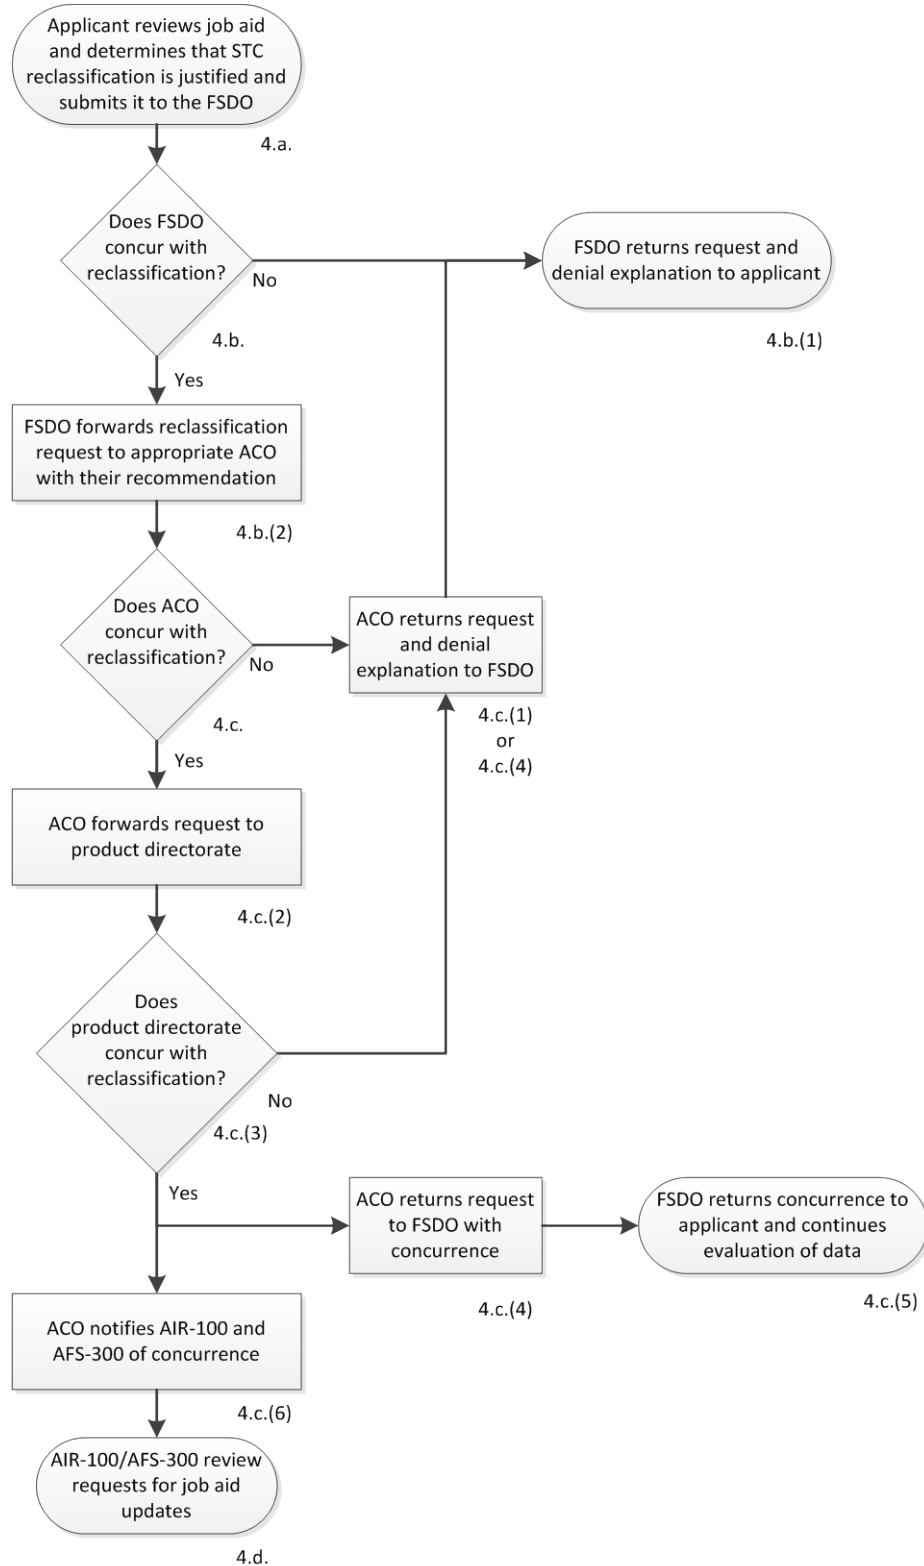 Applicant reviews job aid
and determines that STC
reclassification is justified and
submits it to the FSDO
4.a.
Does FSDO
concur with
reclassification?
No
4.b.
Yes
FSDO returns request and
denial explanation to applicant
4.b.(1)
FSDO forwards reclassification
request to appropriate ACO
with their recommendation
4.b.(2)
Does ACO
concur with
reclassification?
No
4.c.
Yes
ACO returns request
and denial
explanation to FSDO
4.c.(1)
or
4.c.(4)
ACO forwards request to
product directorate
4.c.(2)
Does
product directorate
concur with
reclassification?
No
4.c.(3)
Yes
ACO returns request
to FSDO with
concurrence
4.c.(4)
FSDO returns concurrence to
applicant and continues
evaluation of data
4.c.(5)
ACO notifies AIR-100 and
AFS-300 of concurrence
4.c.(6)
AIR-100/AFS-300 review
requests for job aid
updates
4.d.